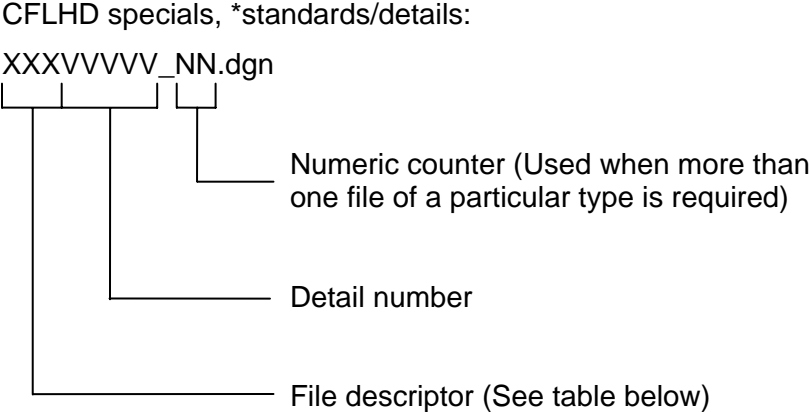 CFLHD specials, *standards/details:
XXXVVVVV_NN.dgn
Numeric counter (Used when more than
one file of a particular type is required)
Detail number
File descriptor (See table below)